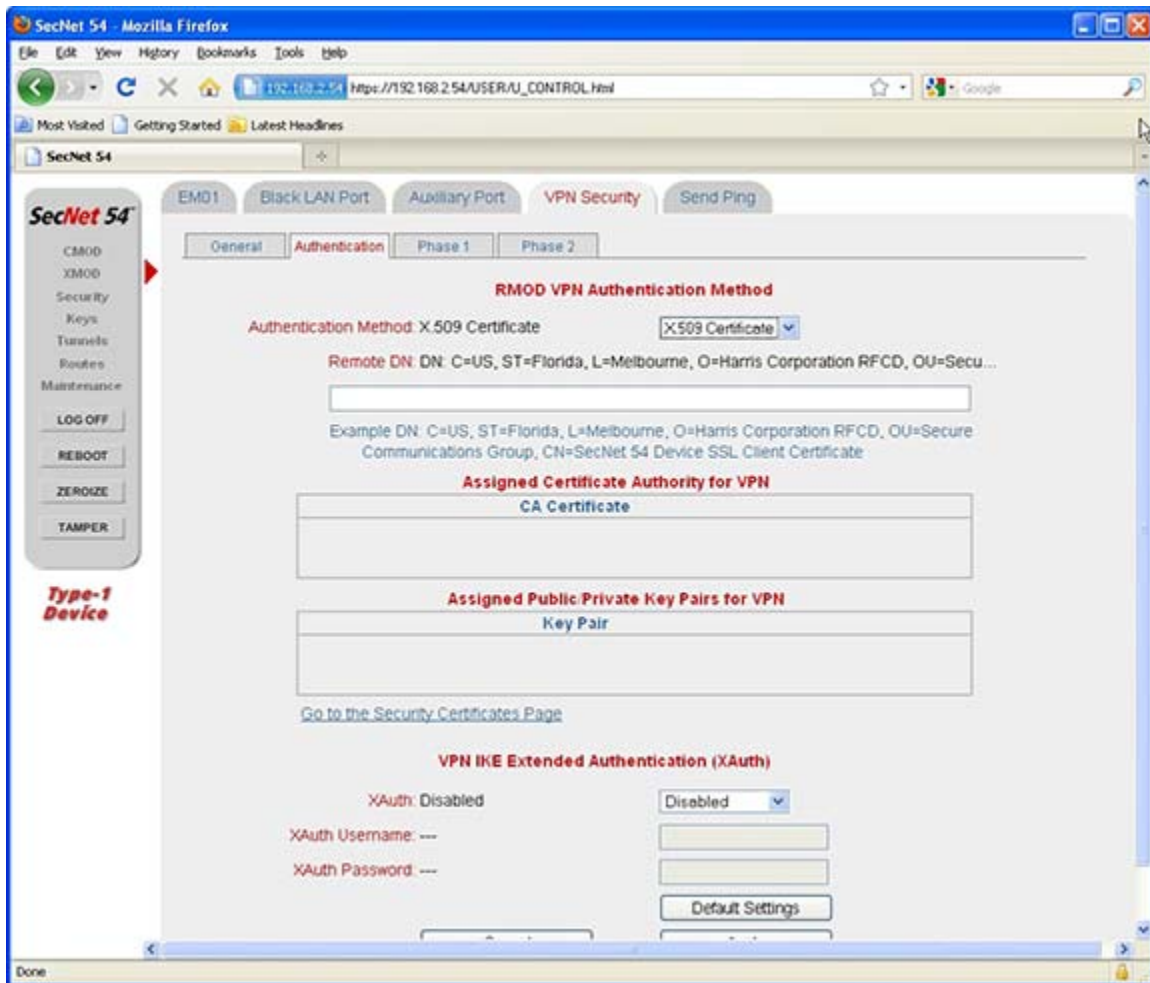 SecNet 54 - Mozilla Firefox
File Edit View History Bookmarks Tools Help
192.168.2.54 https://192.168.2.54/USER/U_CONTROL.html
Google
Most Visited Getting Started Latest Headlines
SecNet 54
EM01 Black LAN Port Auxiliary Port VPN Security Send Ping
SecNet 54
General Authentication Phase 1 Phase 2
CMOD
XMOD
Security
Keys
Tunnels
Routes
Maintenance
LOG OFF
REBOOT
ZEROIZE
TAMPER
Type-1
Device
RMOD VPN Authentication Method
Authentication Method: X.509 Certificate X.509 Certificate
Remote DN: DN: C=US, ST=Florida, L=Melbourne, O=Harris Corporation RFCD, OU=Secu...
Example DN: C=US, ST=Florida, L=Melbourne, O=Harris Corporation RFCD, OU=Secure
Communications Group, CN=SecNet 54 Device SSL Client Certificate
Assigned Certificate Authority for VPN
CA Certificate
Assigned Public/Private Key Pairs for VPN
Key Pair
Go to the Security Certificates Page
VPN IKE Extended Authentication (XAuth)
XAuth: Disabled Disabled
XAuth Username: ---
XAuth Password: ---
Default Settings
Done